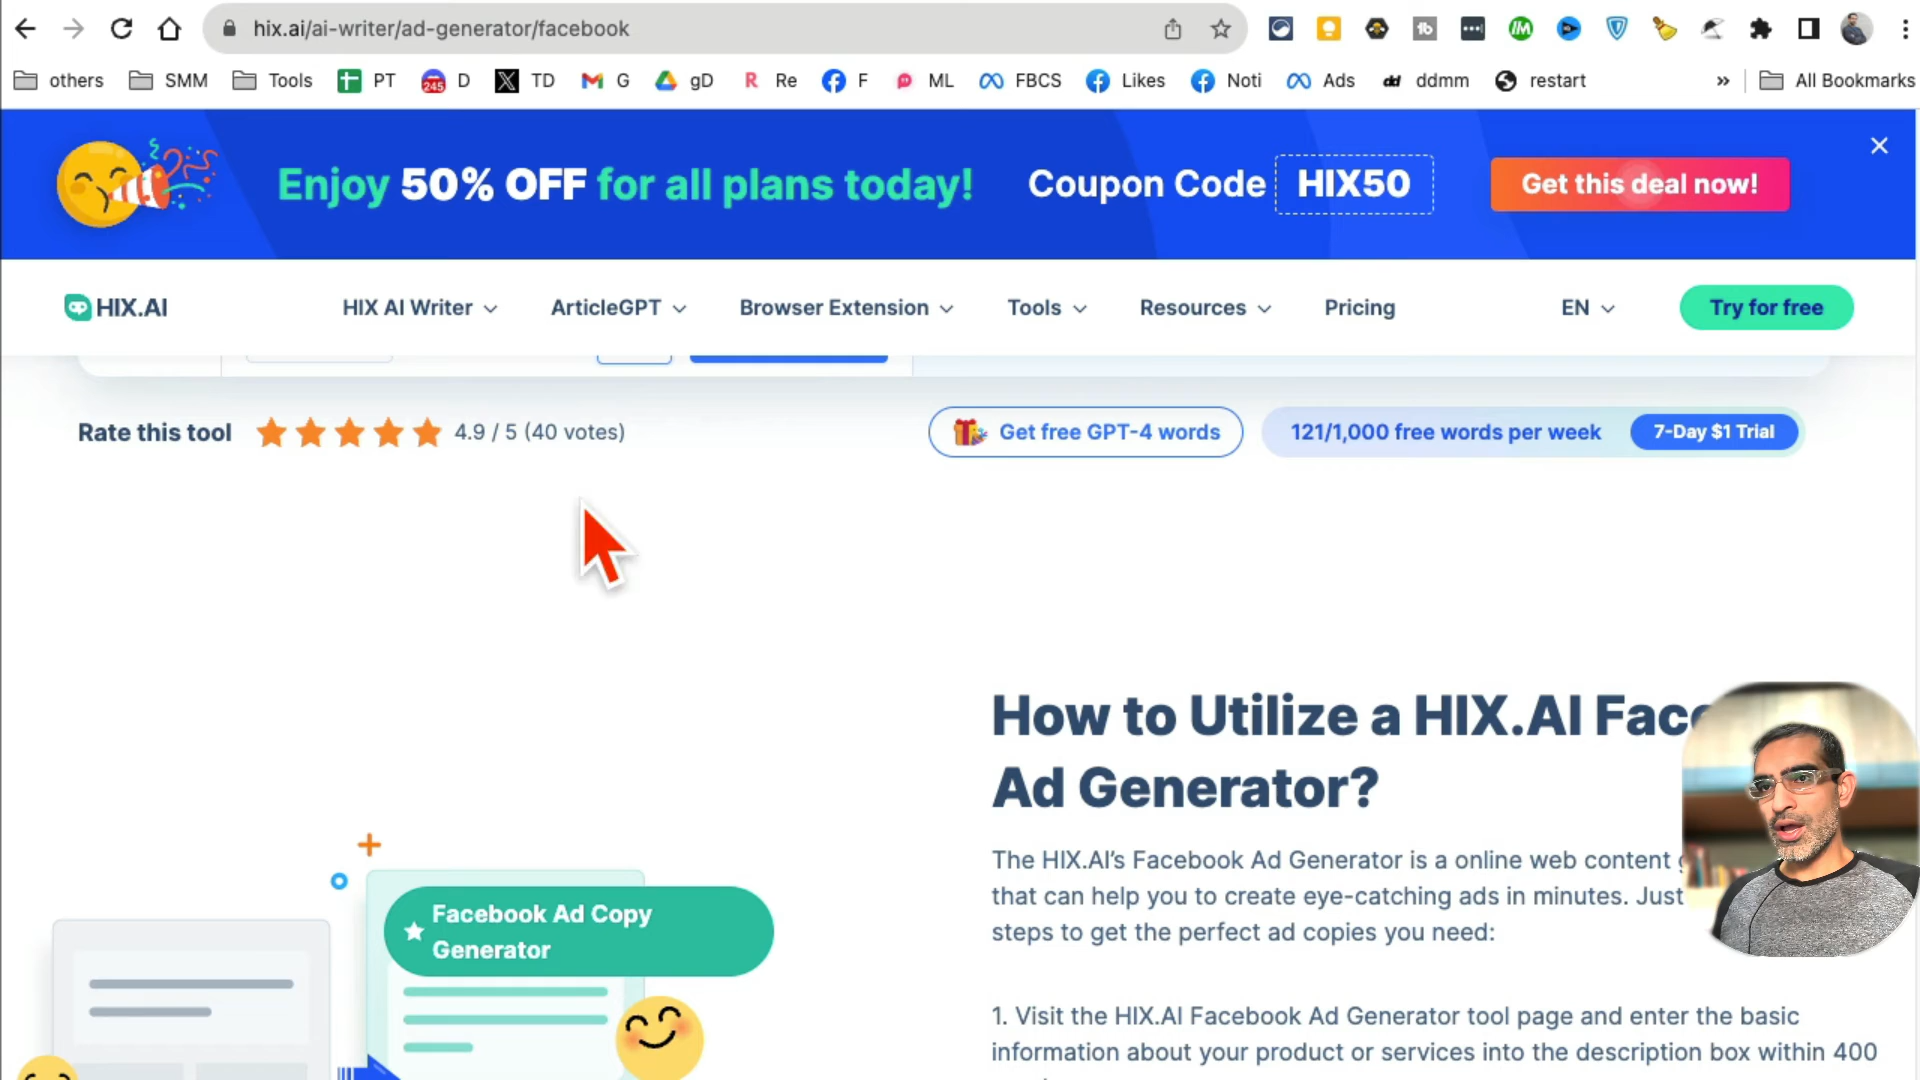 hix.ai/ai-writer/ad-generator/facebook
others SMM Tools PT D TD G gD Re F ML FBCS Likes Noti Ads ddmm restart » All Bookmarks
Enjoy 50% OFF for all plans today! Coupon Code HIX50 Get this deal now!
HIX.AI HIX AI Writer ArticleGPT Browser Extension Tools Resources Pricing EN Try for free
Rate this tool 4.9 / 5 (40 votes) Get free GPT-4 words 121/1,000 free words per week 7-Day $1 Trial
How to Utilize a HIX.AI
Ad Generator?
The HIX.AI’s Facebook Ad Generator is a online web content
that can help you to create eye-catching ads in minutes. Just
steps to get the perfect ad copies you need:
1. Visit the HIX.AI Facebook Ad Generator tool page and enter the basic
information about your product or services into the description box within 400
Facebook Ad Copy
Generator